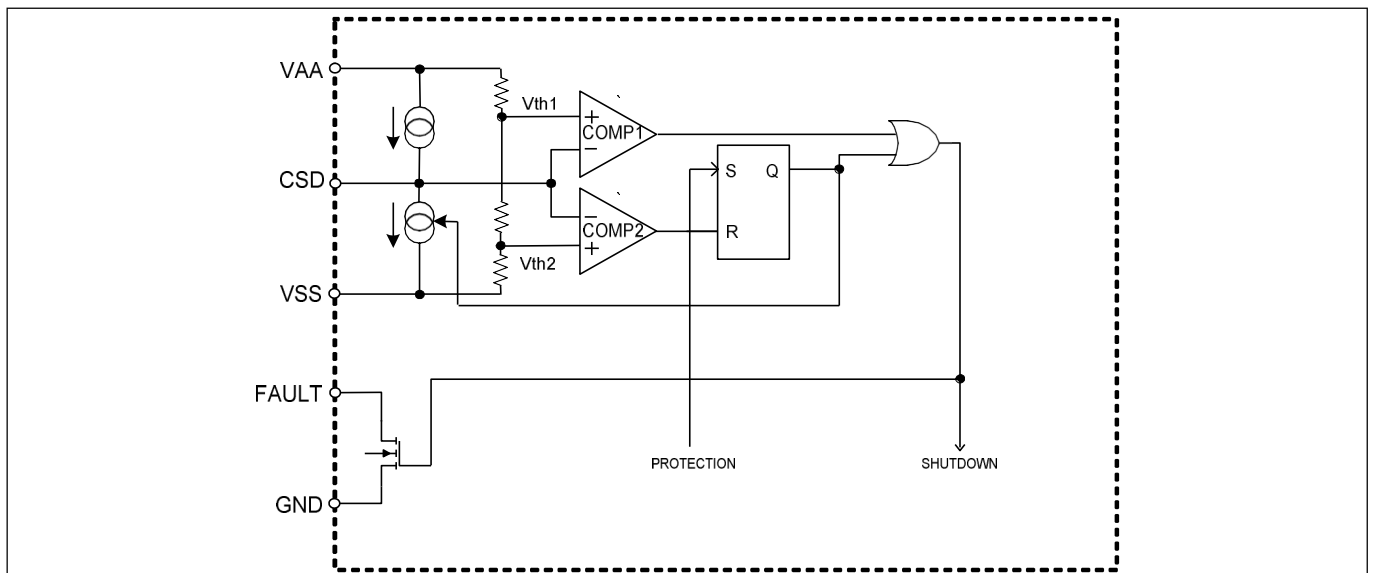 VAA
Vth1
+
COMP1
−
CSD
S Q
−
COMP2
R
+
Vth2
VSS
FAULT
PROTECTION
SHUTDOWN
GND